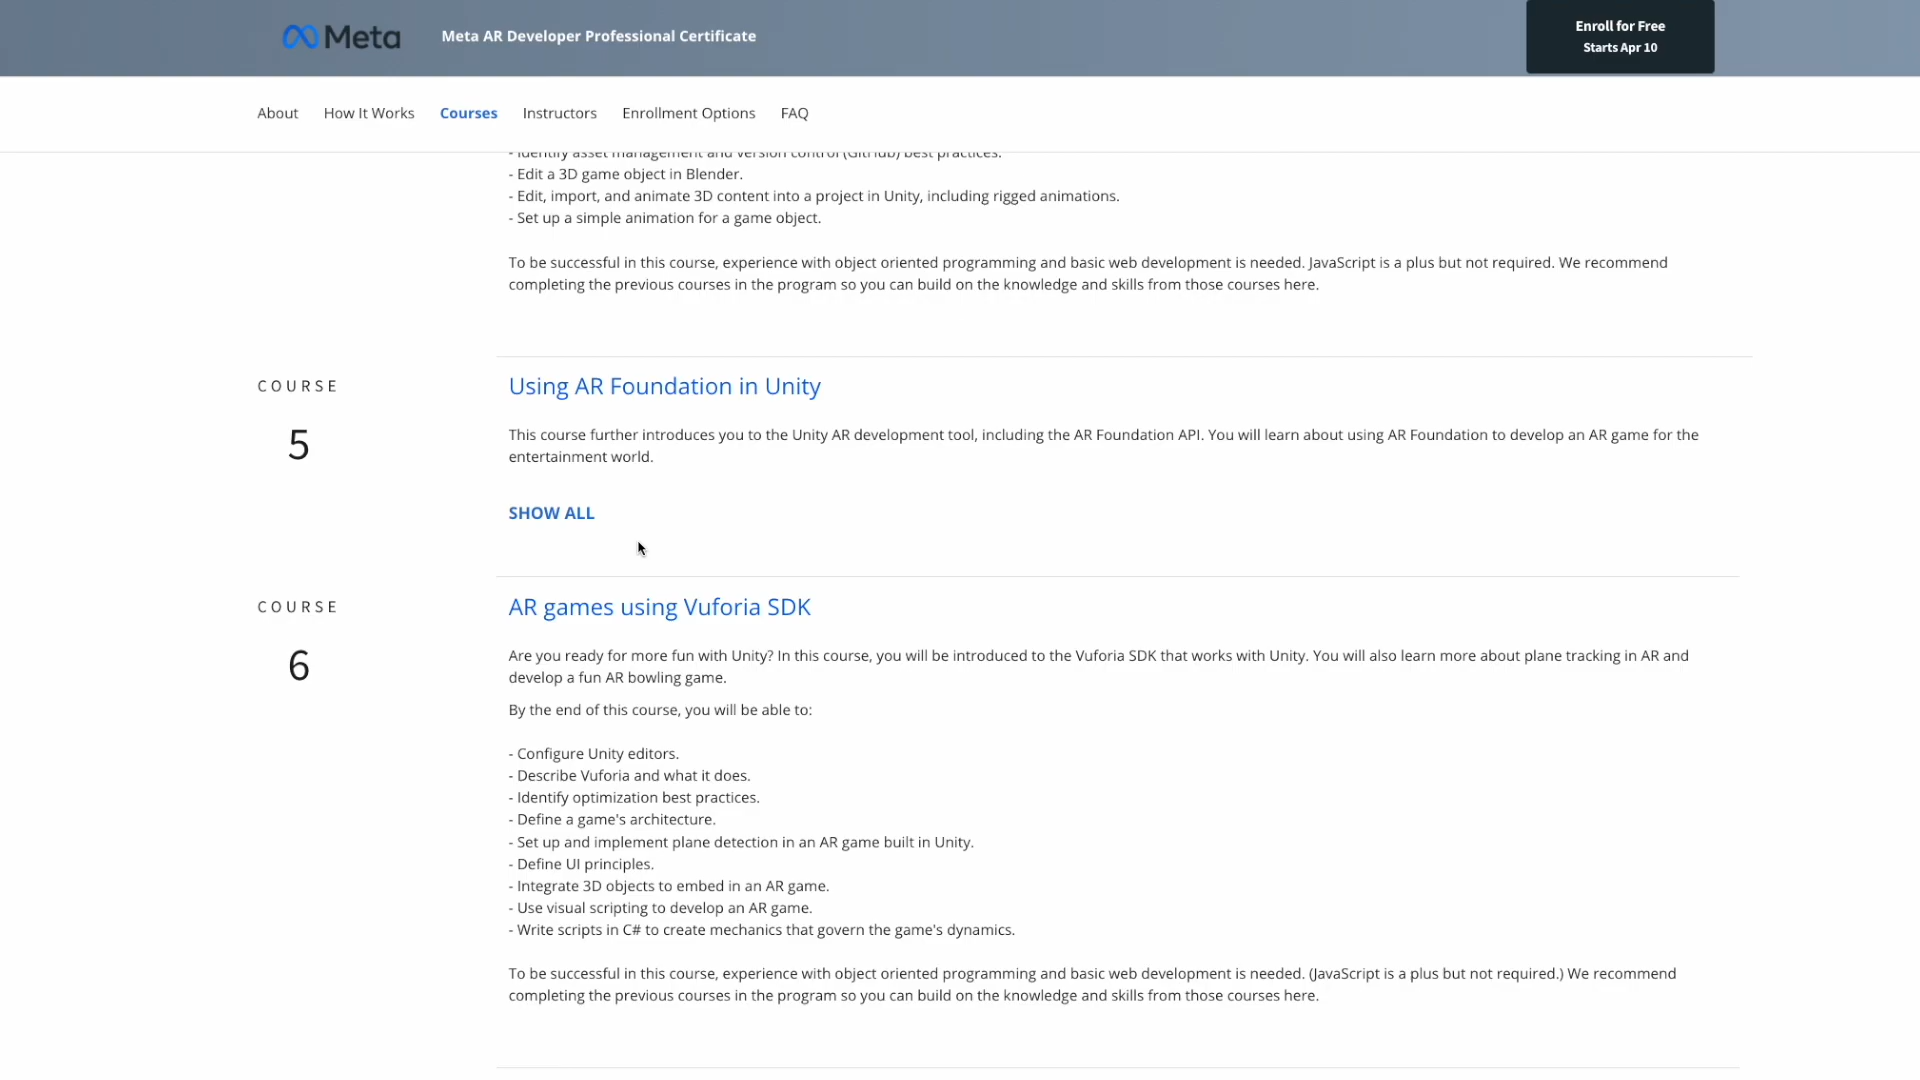 Meta
Meta AR Developer Professional Certificate
Enroll for Free
Starts Apr 10
About
How It Works
Courses
Instructors
Enrollment Options
FAQ
- Identify asset management and version control (GitHub) best practices.
- Edit a 3D game object in Blender.
- Edit, import, and animate 3D content into a project in Unity, including rigged animations.
- Set up a simple animation for a game object.
To be successful in this course, experience with object oriented programming and basic web development is needed. JavaScript is a plus but not required. We recommend
completing the previous courses in the program so you can build on the knowledge and skills from those courses here.
COURSE
5
Using AR Foundation in Unity
This course further introduces you to the Unity AR development tool, including the AR Foundation API. You will learn about using AR Foundation to develop an AR game for the
entertainment world.
SHOW ALL
COURSE
6
AR games using Vuforia SDK
Are you ready for more fun with Unity? In this course, you will be introduced to the Vuforia SDK that works with Unity. You will also learn more about plane tracking in AR and
develop a fun AR bowling game.
By the end of this course, you will be able to:
- Configure Unity editors.
- Describe Vuforia and what it does.
- Identify optimization best practices.
- Define a game's architecture.
- Set up and implement plane detection in an AR game built in Unity.
- Define UI principles.
- Integrate 3D objects to embed in an AR game.
- Use visual scripting to develop an AR game.
- Write scripts in C# to create mechanics that govern the game's dynamics.
To be successful in this course, experience with object oriented programming and basic web development is needed. (JavaScript is a plus but not required.) We recommend
completing the previous courses in the program so you can build on the knowledge and skills from those courses here.